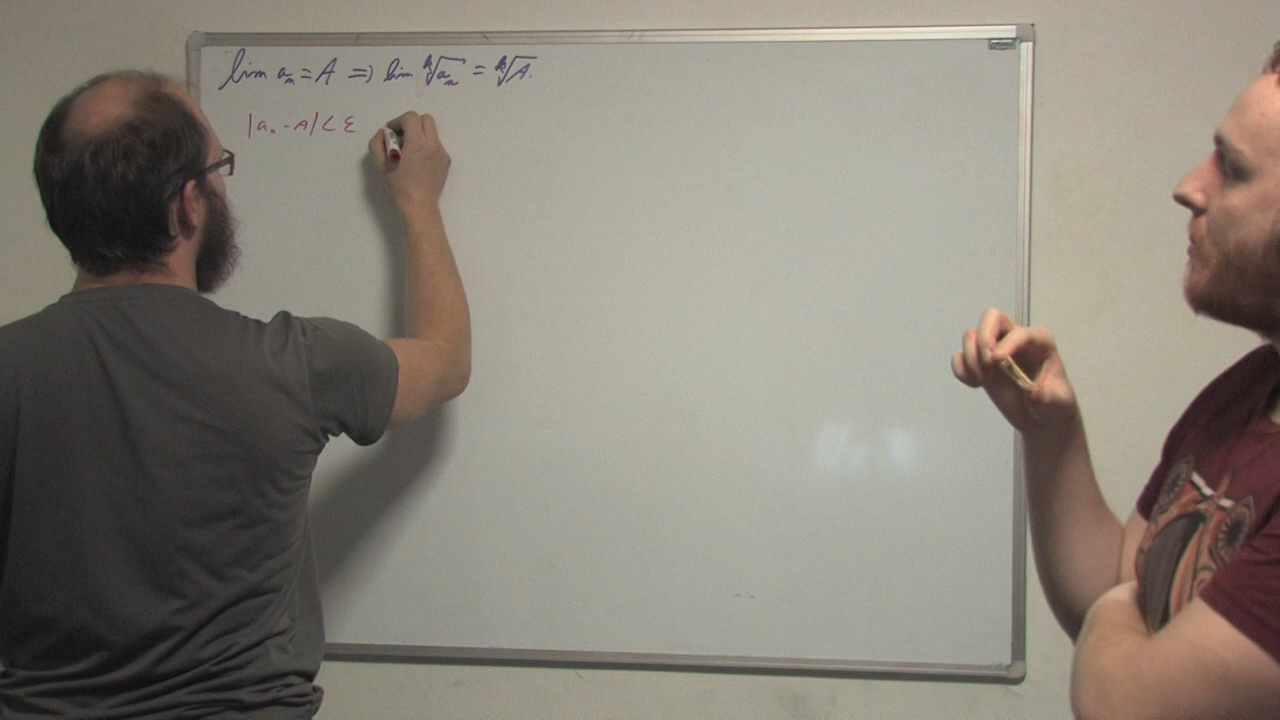 lim aₙ = A ⇒ lim ᵏ√aₙ = ᵏ√A.
|aₙ - A| < ε